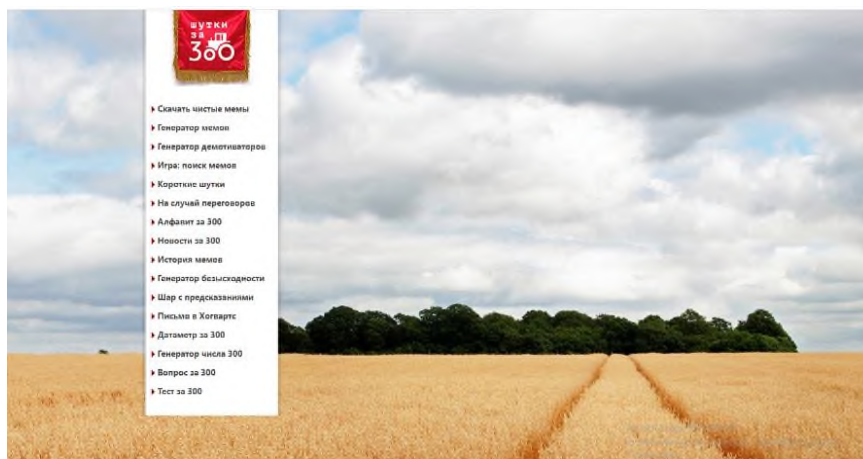 шутки
за
300
Скачать чистые мемы
Генератор мемов
Генератор демотиваторов
Игра: поиск мемов
Короткие шутки
На случай переговоров
Алфавит за 300
Новости за 300
История мемов
Генератор безысходности
Шар с предсказаниями
Письмо в Хогвартс
Датаметр за 300
Генератор числа 300
Вопрос за 300
Тест за 300